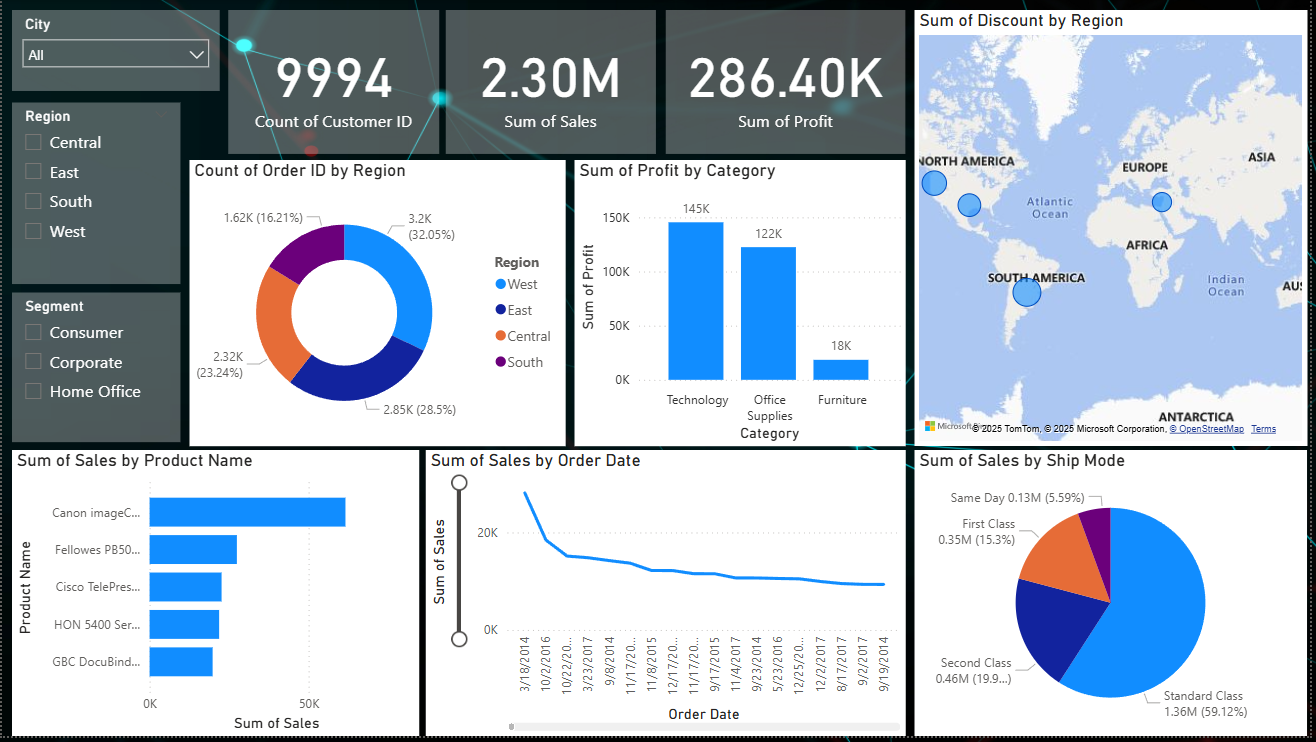 City
All
Region
Central
East
South
West
Segment
Consumer
Corporate
Home Office
9994
Count of Customer ID
2.30M
Sum of Sales
286.40K
Sum of Profit
Sum of Discount by Region
NORTH AMERICA
EUROPE
ASIA
Atlantic
Ocean
AFRICA
SOUTH AMERICA
Indian
Ocean
AUS
ANTARCTICA
© 2025 TomTom, © 2025 Microsoft Corporation, © OpenStreetMap Terms
Count of Order ID by Region
1.62K (16.21%)
3.2K
(32.05%)
2.32K
(23.24%)
2.85K (28.5%)
Region
West
East
Central
South
Sum of Profit by Category
Sum of Profit
150K
100K
50K
0K
145K
122K
18K
Technology
Office
Supplies
Furniture
Category
Sum of Sales by Product Name
Product Name
Canon imageC...
Fellowes PB50...
Cisco TelePres...
HON 5400 Ser...
GBC DocuBind...
0K
50K
Sum of Sales
Sum of Sales by Order Date
Sum of Sales
20K
0K
3/18/2014
10/2/2016
10/22/20...
3/23/2017
9/8/2014
11/17/20...
11/8/2015
12/17/20...
11/17/20...
9/17/2015
11/4/2017
9/23/2014
5/23/2016
12/25/20...
12/2/2017
8/17/2017
9/2/2017
9/19/2014
Order Date
Sum of Sales by Ship Mode
Same Day 0.13M (5.59%)
First Class
0.35M (15.3%)
Second Class
0.46M (19.9...)
Standard Class
1.36M (59.12%)